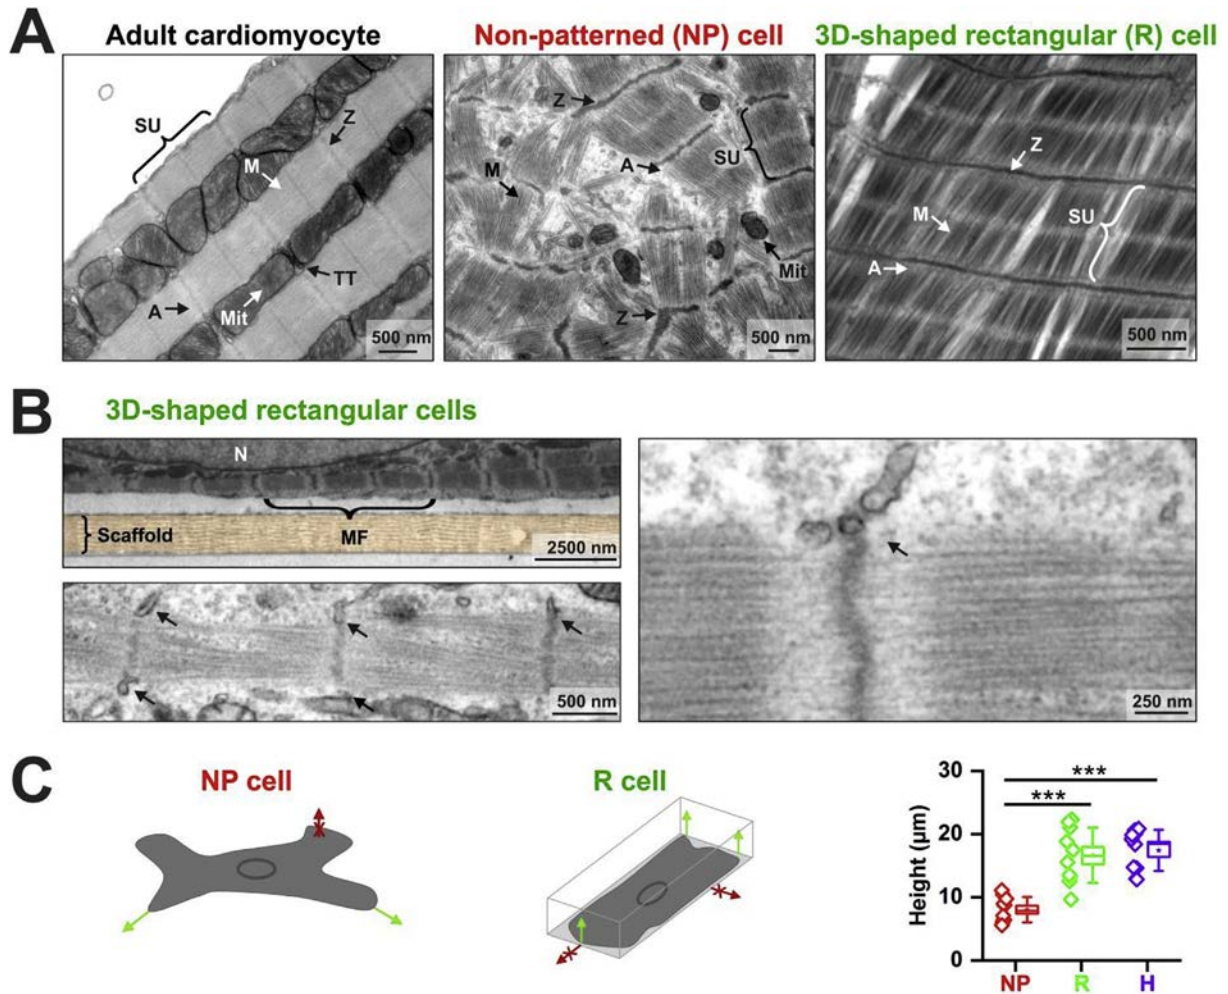 A
Adult cardiomyocyte
Non-patterned (NP) cell
3D-shaped rectangular (R) cell
SU
Z
M
A
Mit
TT
500 nm
Z
A
SU
M
Mit
Z
500 nm
Z
SU
M
A
500 nm
B
3D-shaped rectangular cells
N
Scaffold
MF
2500 nm
500 nm
250 nm
C
NP cell
R cell
Height (µm)
30
20
10
0
***
***
NP
R
H